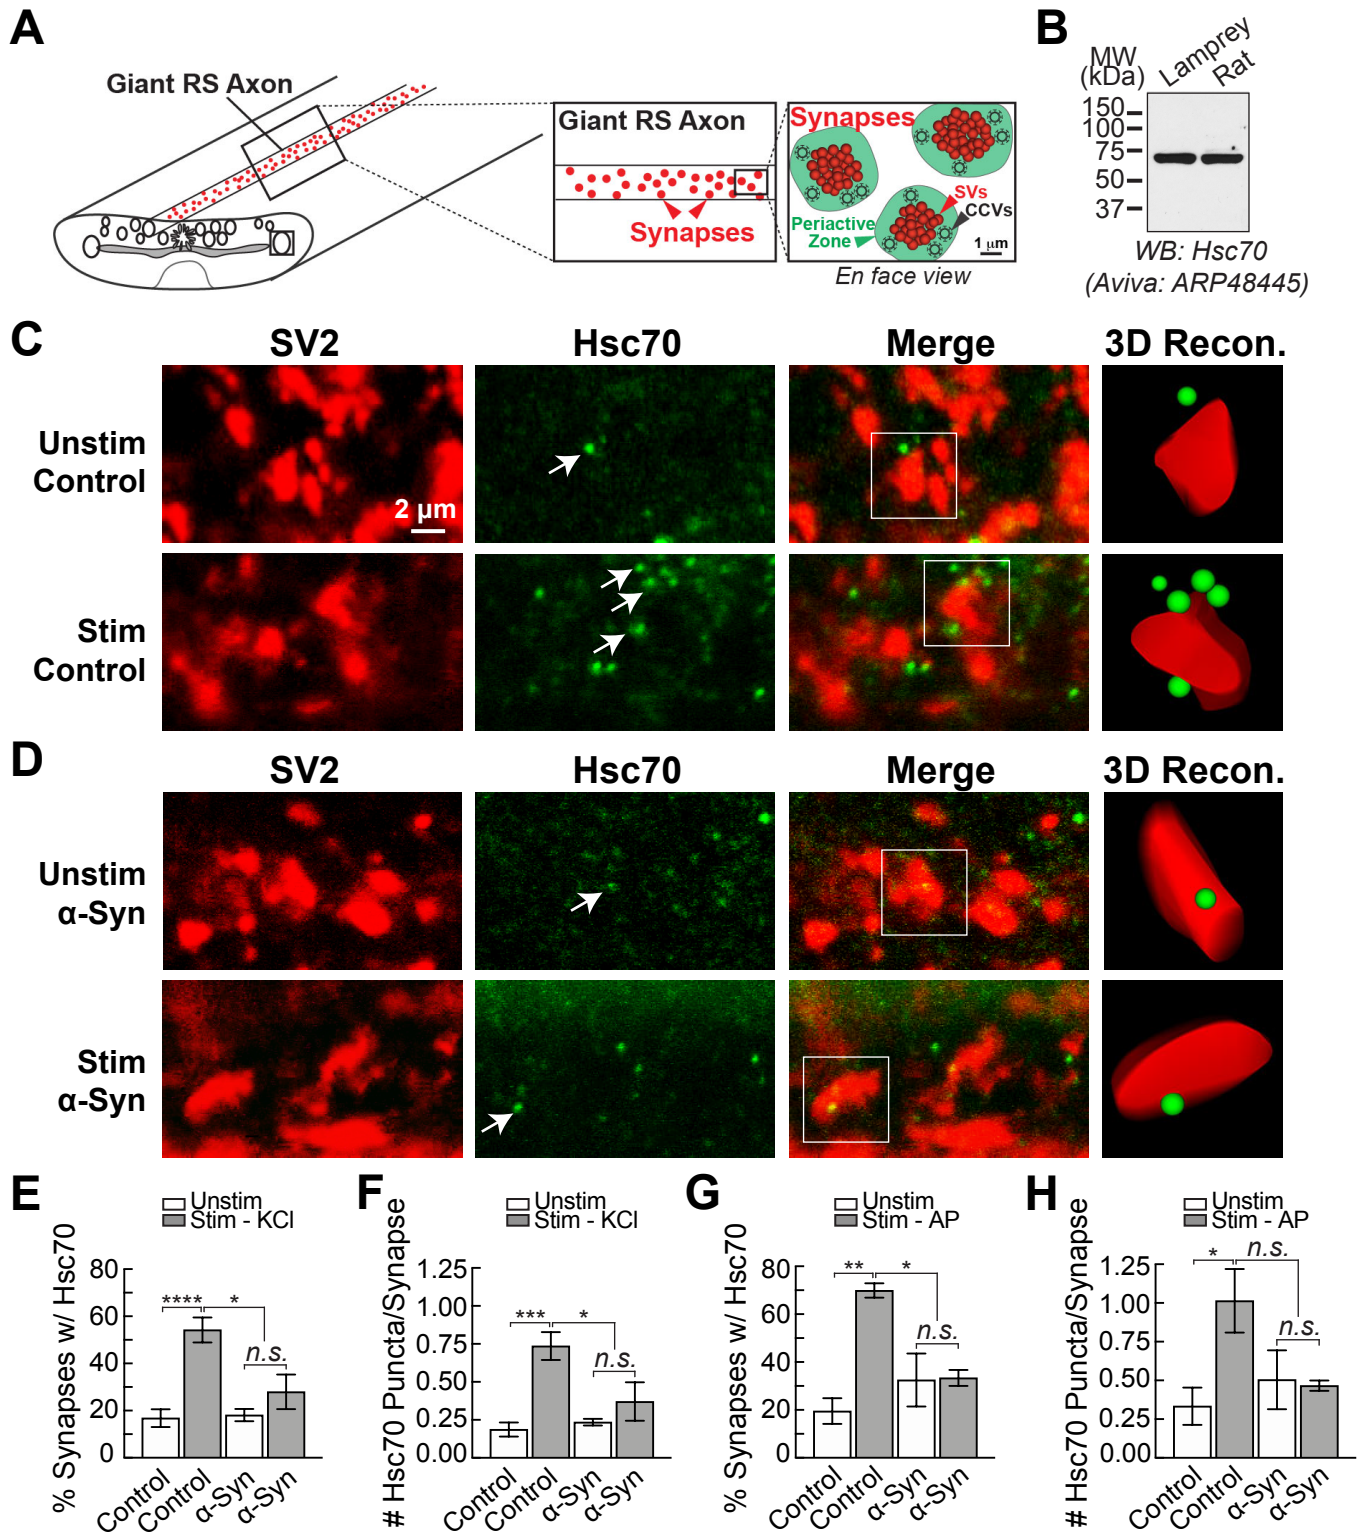 A
Giant RS Axon
Giant RS Axon
Synapses
Synapses
SVs
CCVs
Periactive
Zone
1 µm
En face view
B
MW
(kDa)
Lamprey
Rat
150
100
75
50
37
WB: Hsc70
(Aviva: ARP48445)
C
SV2
Hsc70
Merge
3D Recon.
Unstim
Control
2 µm
Stim
Control
D
SV2
Hsc70
Merge
3D Recon.
Unstim
α-Syn
Stim
α-Syn
E
Unstim
Stim - KCl
% Synapses w/ Hsc70
80
60
40
20
0
****
*
n.s.
Control
Control
α-Syn
α-Syn
F
Unstim
Stim - KCl
# Hsc70 Puncta/Synapse
1.25
1.00
0.75
0.50
0.25
0.00
***
*
n.s.
Control
Control
α-Syn
α-Syn
G
Unstim
Stim - AP
% Synapses w/ Hsc70
80
60
40
20
0
**
*
n.s.
Control
Control
α-Syn
α-Syn
H
Unstim
Stim - AP
# Hsc70 Puncta/Synapse
1.25
1.00
0.75
0.50
0.25
0.00
*
n.s.
n.s.
Control
Control
α-Syn
α-Syn